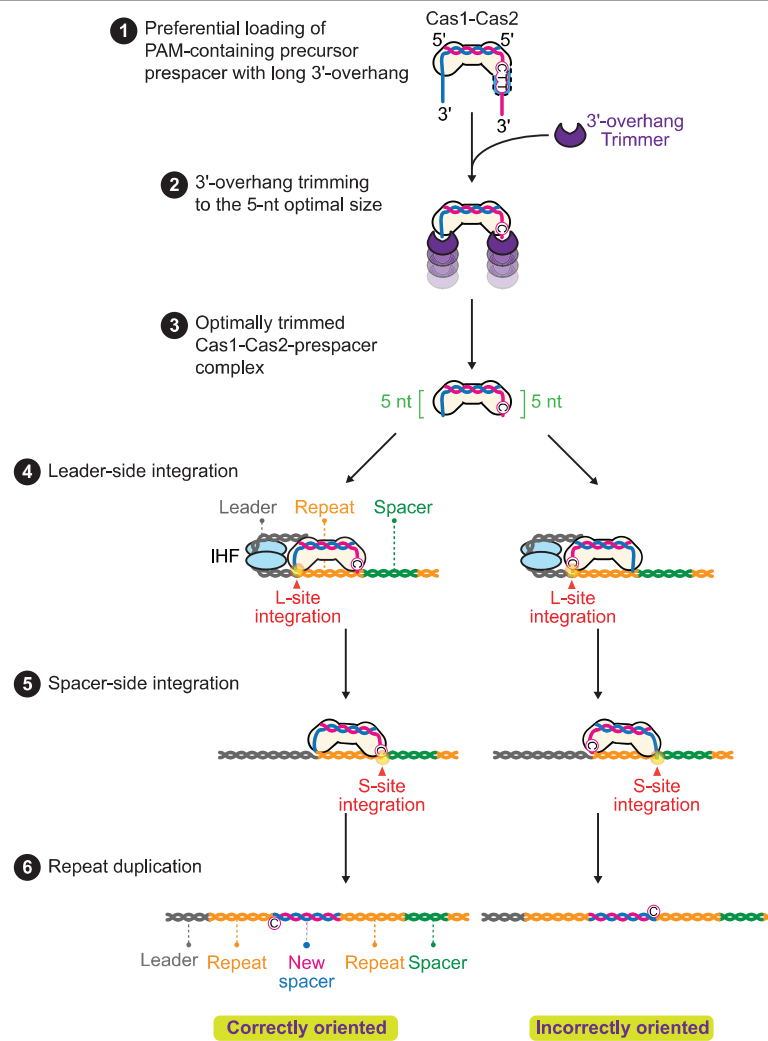 1 Preferential loading of
PAM-containing precursor
prespacer with long 3'-overhang
Cas1-Cas2
5' 5'
C
T
T
3' 3'
3'-overhang
Trimmer
2 3'-overhang trimming
to the 5-nt optimal size
C
3 Optimally trimmed
Cas1-Cas2-prespacer
complex
5 nt [ C ] 5 nt
4 Leader-side integration
Leader Repeat Spacer
IHF
C C
L-site
integration
L-site
integration
5 Spacer-side integration
C C
S-site
integration
S-site
integration
6 Repeat duplication
C C
Leader Repeat New
spacer Repeat Spacer
Correctly oriented Incorrectly oriented